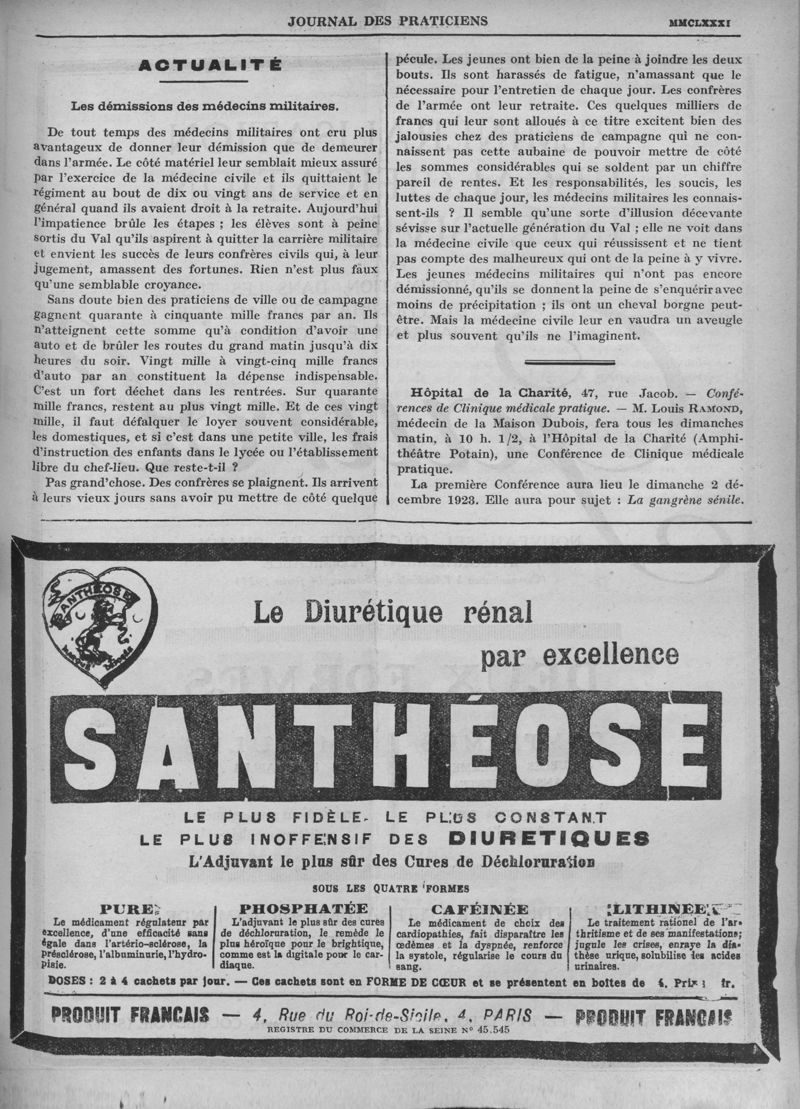 JOURNAL DES PRATICIENS
MMCLXXXI
ACTUALITÉ
Les démissions des médecins militaires.
De tout temps des médecins militaires ont cru plus
avantageux de donner leur démission que de demeurer
dans l'armée. Le côté matériel leur semblait mieux assuré
par l'exercice de la médecine civile et ils quittaient le
régiment au bout de dix ou vingt ans de service et en
général quand ils avaient droit à la retraite. Aujourd'hui
l'impatience brûle les étapes ; les élèves sont à peine
sortis du Val qu'ils aspirent à quitter la carrière militaire
et envient les succès de leurs confrères civils qui, à leur
jugement, amassent des fortunes. Rien n'est plus faux
qu'une semblable croyance.
Sans doute bien des praticiens de ville ou de campagne
gagnent quarante à cinquante mille francs par an. Ils
n'atteignent cette somme qu'à condition d'avoir une
auto et de brûler les routes du grand matin jusqu'à dix
heures du soir. Vingt mille à vingt-cinq mille francs
d'auto par an constituent la dépense indispensable.
C'est un fort déchet dans les rentrées. Sur quarante
mille francs, restent au plus vingt mille. Et de ces vingt
mille, il faut défalquer le loyer souvent considérable,
les domestiques, et si c'est dans une petite ville, les frais
d'instruction des enfants dans le lycée ou l'établissement
libre du chef-lieu. Que reste-t-il ?
Pas grand'chose. Des confrères se plaignent. Ils arrivent
à leurs vieux jours sans avoir pu mettre de côté quelque
pécule. Les jeunes ont bien de la peine à joindre les deux
bouts. Ils sont harassés de fatigue, n'amassant que le
nécessaire pour l'entretien de chaque jour. Les confrères
de l'armée ont leur retraite. Ces quelques milliers de
francs qui leur sont alloués à ce titre excitent bien des
jalousies chez des praticiens de campagne qui ne con-
naissent pas cette aubaine de pouvoir mettre de côté
les sommes considérables qui se soldent par un chiffre
pareil de rentes. Et les responsabilités, les soucis, les
luttes de chaque jour, les médecins militaires les connais-
sent-ils ? Il semble qu'une sorte d'illusion décevante
sévisse sur l'actuelle génération du Val ; elle ne voit dans
la médecine civile que ceux qui réussissent et ne tient
pas compte des malheureux qui ont de la peine à y vivre.
Les jeunes médecins militaires qui n'ont pas encore
démissionné, qu'ils se donnent la peine de s'enquérir avec
moins de précipitation ; ils ont un cheval borgne peut-
être. Mais la médecine civile leur en vaudra un aveugle
et plus souvent qu'ils ne l'imaginent.
Hôpital de la Charité, 47, rue Jacob. — Confé-
rences de Clinique médicale pratique. — M. Louis RAMOND,
médecin de la Maison Dubois, fera tous les dimanches
matin, à 10 h. 1/2, à l'Hôpital de la Charité (Amphi-
théâtre Potain), une Conférence de Clinique médicale
pratique.
La première Conférence aura lieu le dimanche 2 dé-
cembre 1923. Elle aura pour sujet : La gangrène sénile.
SANTHÉOSE
Le Diurétique rénal
par excellence
SANTHÉOSE
LE PLUS FIDÈLE - LE PLUS CONSTANT
LE PLUS INOFFENSIF DES DIURETIQUES
L'Adjuvant le plus sûr des Cures de Déchloruration
SOUS LES QUATRE FORMES
PURE
Le médicament régulateur par
excellence, d'une efficacité sans
égale dans l'artério-sclérose, la
présclérose, l'albuminurie, l'hydro-
pisie.
PHOSPHATÉE
L'adjuvant le plus sûr des cures
de déchloruration, le remède le
plus héroïque pour le brightique,
comme est la digitale pour le car-
diaque.
CAFÉINÉE
Le médicament de choix des
cardiopathies, fait disparaître les
œdèmes et la dyspnée, renforce
la systole, régularise le cours du
sang.
LITHINÉE
Le traitement rationel de l'ar-
thritisme et de ses manifestations;
jugule les crises, enraye la dia-
thèse urique, solubilise les acides
urinaires.
DOSES : 2 à 4 cachets par jour. — Ces cachets sont en FORME DE CŒUR et se présentent en boîtes de Prix fr.
PRODUIT FRANCAIS — 4, Rue du Roi-de-Sicile, 4, PARIS — PRODUIT FRANCAIS
REGISTRE DU COMMERCE DE LA SEINE N° 45.545